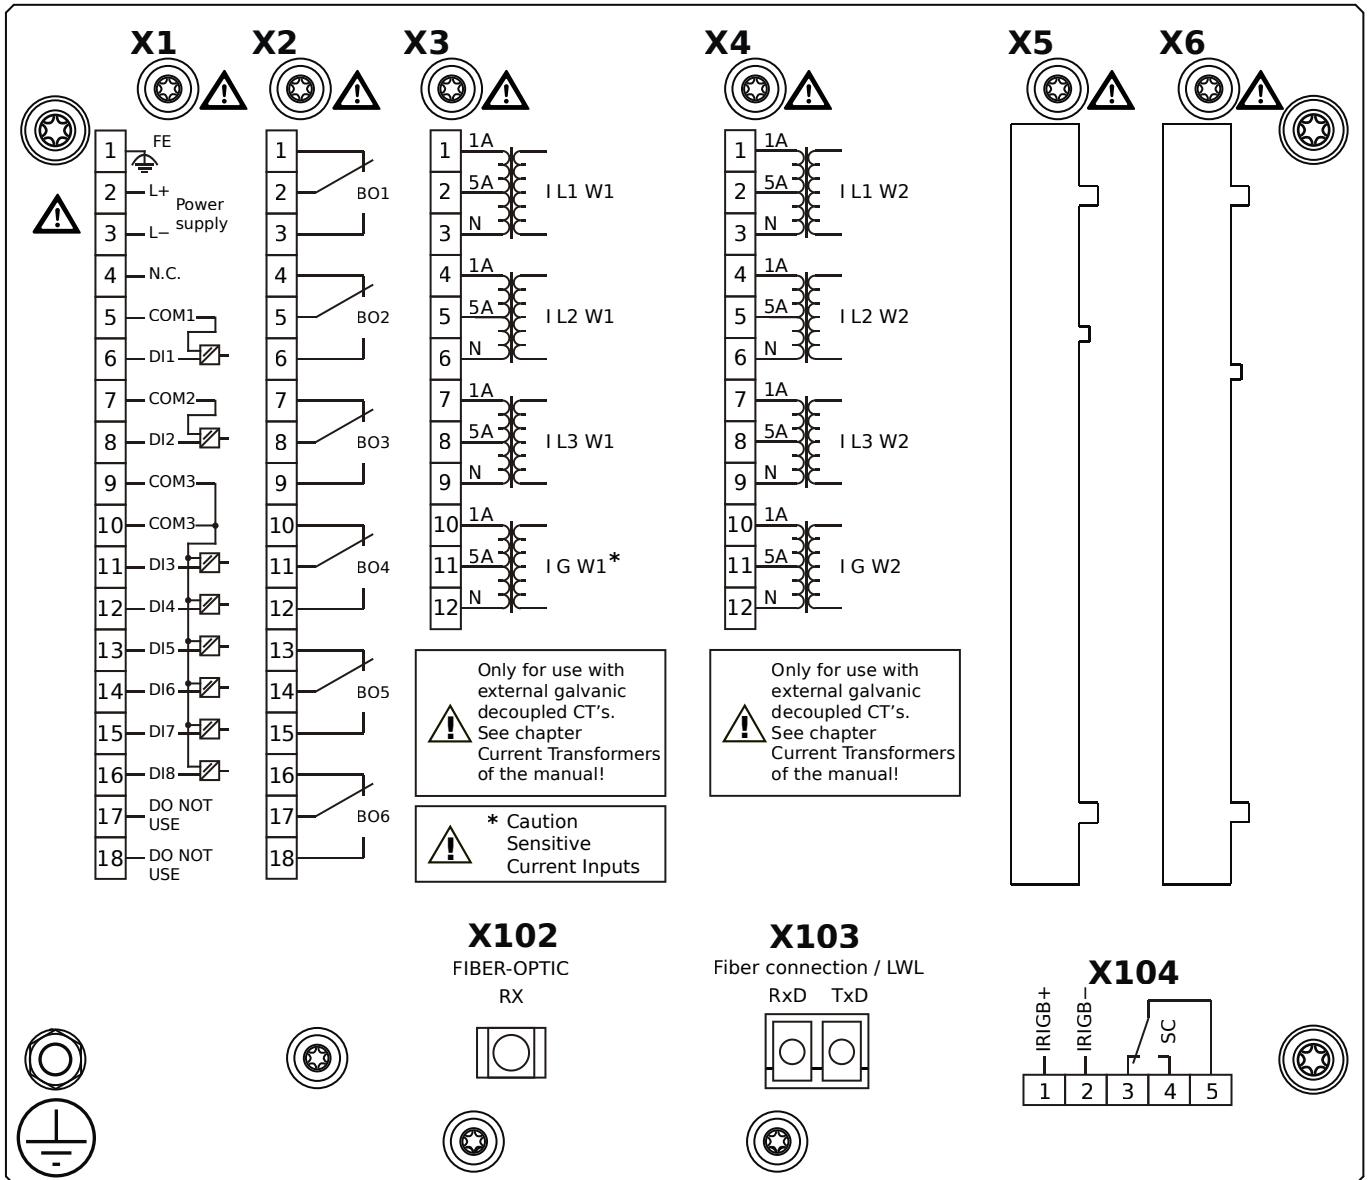 X1
X2
X3
X4
X5
X6
1
FE
2
L+
Power
supply
3
L−
4
N.C.
5
COM1
6
DI1
7
COM2
8
DI2
9
COM3
10
COM3
11
DI3
12
DI4
13
DI5
14
DI6
15
DI7
16
DI8
17
DO NOT
USE
18
DO NOT
USE
1
2
BO1
3
4
5
BO2
6
7
8
BO3
9
10
11
BO4
12
13
14
BO5
15
16
17
BO6
18
1 1A
2 5A I L1 W1
3 N
4 1A
5 5A I L2 W1
6 N
7 1A
8 5A I L3 W1
9 N
10 1A
11 5A I G W1*
12 N
Only for use with
external galvanic
decoupled CT's.
See chapter
Current Transformers
of the manual!
* Caution
Sensitive
Current Inputs
1 1A
2 5A I L1 W2
3 N
4 1A
5 5A I L2 W2
6 N
7 1A
8 5A I L3 W2
9 N
10 1A
11 5A I G W2
12 N
Only for use with
external galvanic
decoupled CT's.
See chapter
Current Transformers
of the manual!
X102
FIBER-OPTIC
RX
X103
Fiber connection / LWL
RxD TxD
X104
IRIGB+
IRIGB−
SC
1 2 3 4 5